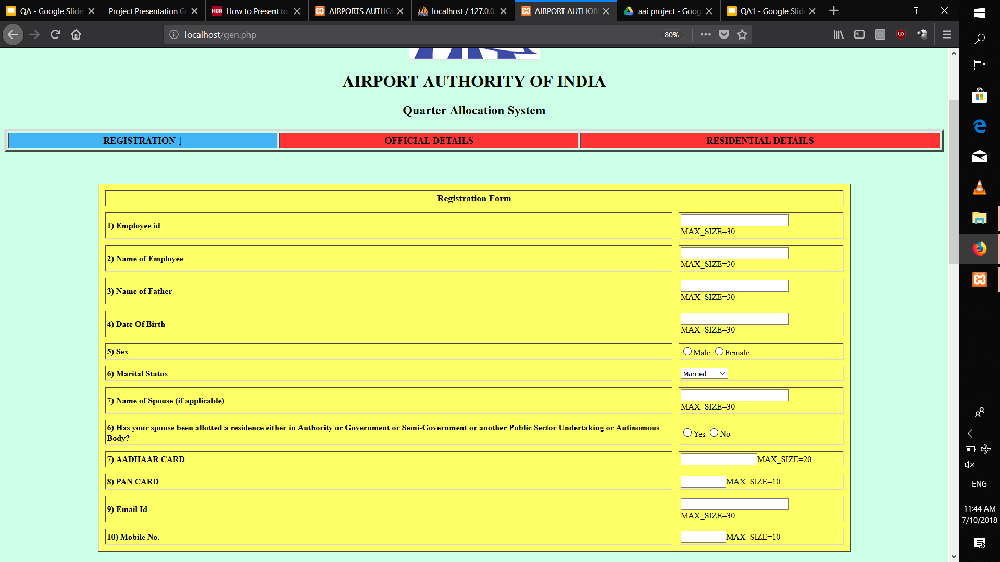 QA - Google Slide
Project Presentation Gu
HBR How to Present to
AIRPORTS AUTHO
localhost / 127.0.0.
AIRPORT AUTHOR
aai project - Goog
QA1 - Google Slid
localhost/gen.php
80%
AIRPORT AUTHORITY OF INDIA
Quarter Allocation System
REGISTRATION ↓
OFFICIAL DETAILS
RESIDENTIAL DETAILS
Registration Form
1) Employee id
MAX_SIZE=30
2) Name of Employee
MAX_SIZE=30
3) Name of Father
MAX_SIZE=30
4) Date Of Birth
MAX_SIZE=30
5) Sex
Male Female
6) Marital Status
Married
7) Name of Spouse (if applicable)
MAX_SIZE=30
6) Has your spouse been allotted a residence either in Authority or Government or Semi-Government or another Public Sector Undertaking or Autinomous
Body?
Yes No
7) AADHAAR CARD
MAX_SIZE=20
8) PAN CARD
MAX_SIZE=10
9) Email Id
MAX_SIZE=30
10) Mobile No.
MAX_SIZE=10
ENG
11:44 AM
7/10/2018